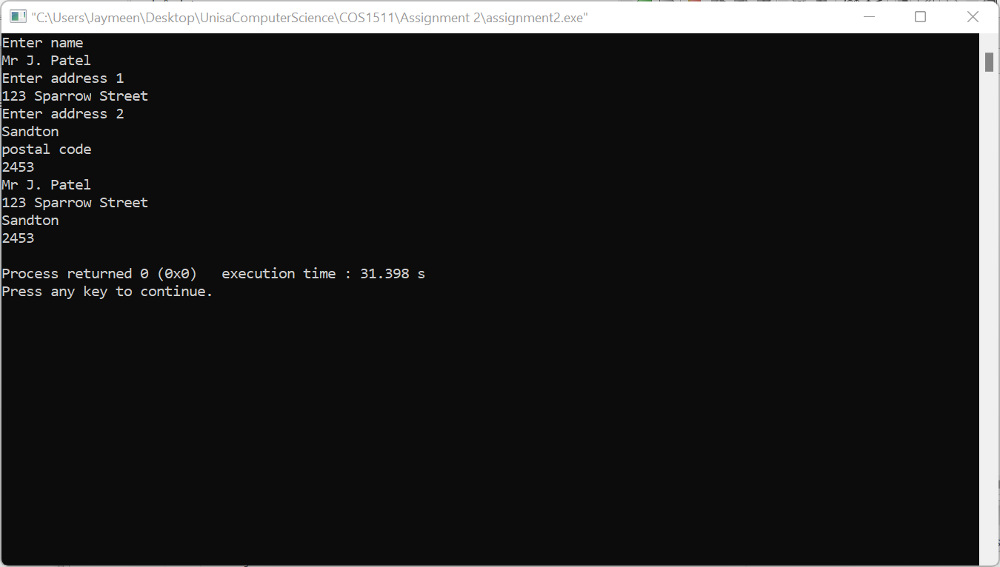 "C:\Users\Jaymeen\Desktop\UnisaComputerScience\COS1511\Assignment 2\assignment2.exe"
Enter name
Mr J. Patel
Enter address 1
123 Sparrow Street
Enter address 2
Sandton
postal code
2453
Mr J. Patel
123 Sparrow Street
Sandton
2453
Process returned 0 (0x0)   execution time : 31.398 s
Press any key to continue.